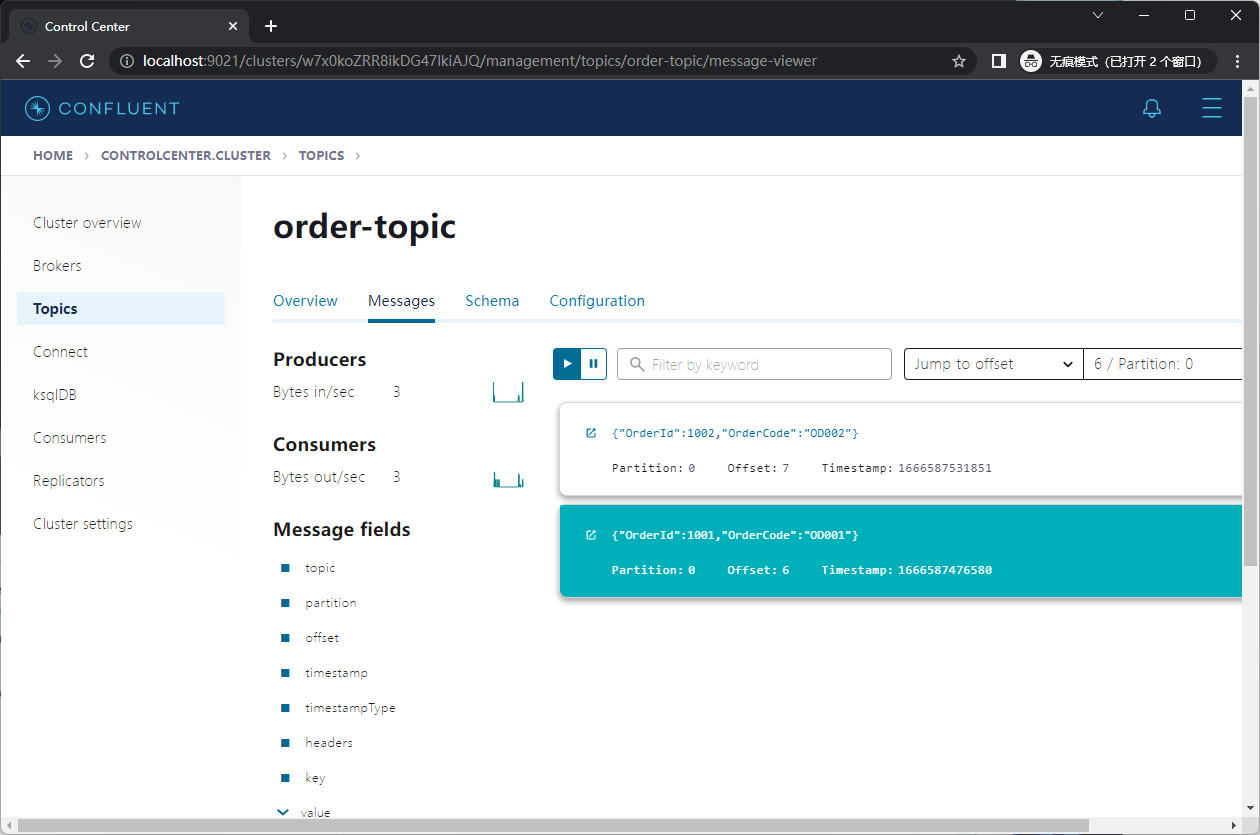 Control Center
localhost:9021/clusters/w7x0koZRR8ikDG47lkiAJQ/management/topics/order-topic/message-viewer
无痕模式（已打开 2 个窗口）
CONFLUENT
HOME > CONTROLCENTER.CLUSTER > TOPICS >
Cluster overview
Brokers
Topics
Connect
ksqlDB
Consumers
Replicators
Cluster settings
order-topic
Overview Messages Schema Configuration
Producers
Bytes in/sec 3
Consumers
Bytes out/sec 3
Message fields
topic
partition
offset
timestamp
timestampType
headers
key
value
Filter by keyword
Jump to offset
6 / Partition: 0
{"OrderId":1002,"OrderCode":"OD002"}
Partition: 0 Offset: 7 Timestamp: 1666587531851
{"OrderId":1001,"OrderCode":"OD001"}
Partition: 0 Offset: 6 Timestamp: 1666587476580